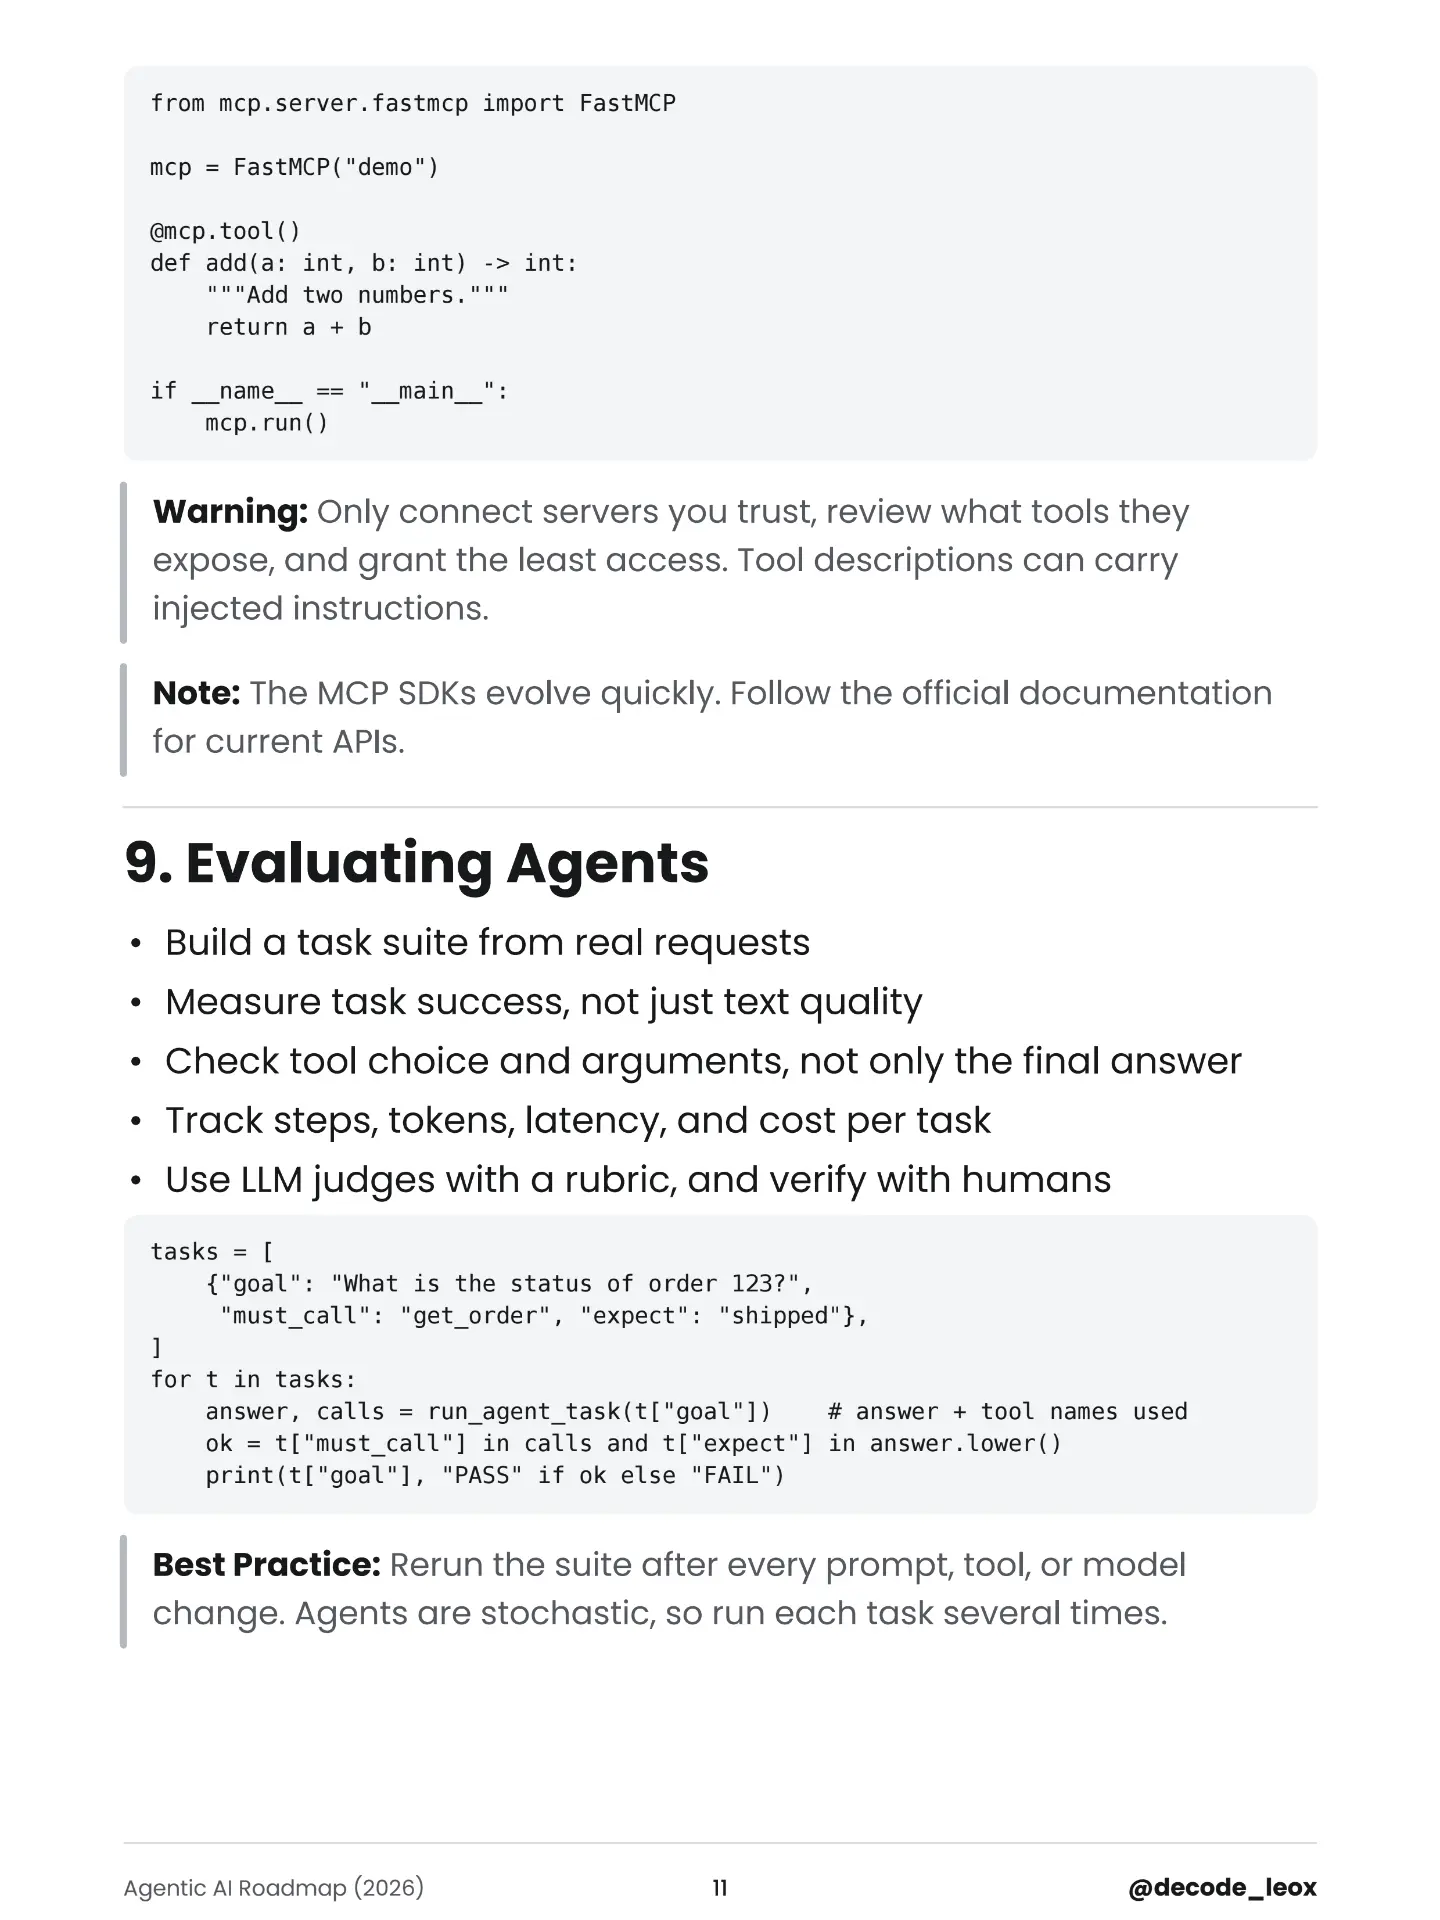 from mcp.server.fastmcp import FastMCP
mcp = FastMCP("demo")
@mcp.tool()
def add(a: int, b: int) -> int:
    """Add two numbers."""
    return a + b
if __name__ == "__main__":
    mcp.run()
Warning: Only connect servers you trust, review what tools they
expose, and grant the least access. Tool descriptions can carry
injected instructions.
Note: The MCP SDKs evolve quickly. Follow the official documentation
for current APIs.
9. Evaluating Agents
• Build a task suite from real requests
• Measure task success, not just text quality
• Check tool choice and arguments, not only the final answer
• Track steps, tokens, latency, and cost per task
• Use LLM judges with a rubric, and verify with humans
tasks = [
    {"goal": "What is the status of order 123?",
     "must_call": "get_order", "expect": "shipped"},
]
for t in tasks:
    answer, calls = run_agent_task(t["goal"])    # answer + tool names used
    ok = t["must_call"] in calls and t["expect"] in answer.lower()
    print(t["goal"], "PASS" if ok else "FAIL")
Best Practice: Rerun the suite after every prompt, tool, or model
change. Agents are stochastic, so run each task several times.
Agentic AI Roadmap (2026) 11 @decode_leox